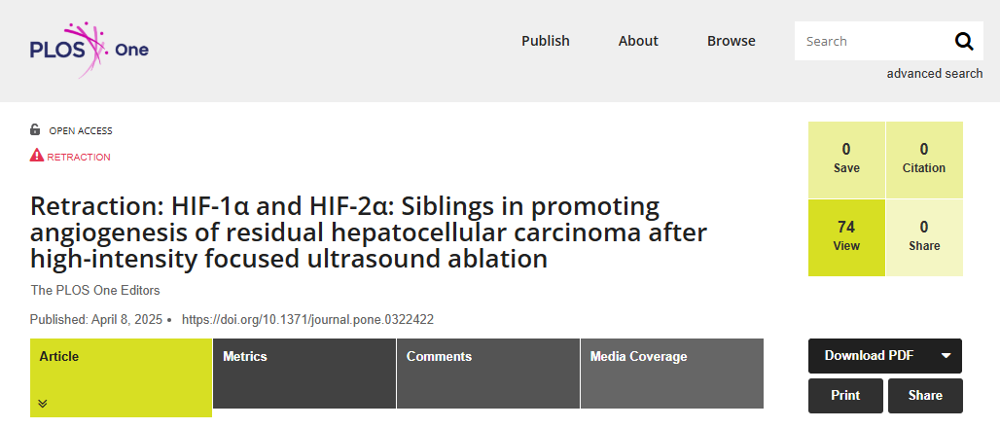 PLOS One
Publish
About
Browse
Search
advanced search
OPEN ACCESS
RETRACTION
Retraction: HIF-1α and HIF-2α: Siblings in promoting
angiogenesis of residual hepatocellular carcinoma after
high-intensity focused ultrasound ablation
The PLOS One Editors
Published: April 8, 2025 • https://doi.org/10.1371/journal.pone.0322422
0
Save
0
Citation
74
View
0
Share
Article
Metrics
Comments
Media Coverage
Download PDF
Print
Share